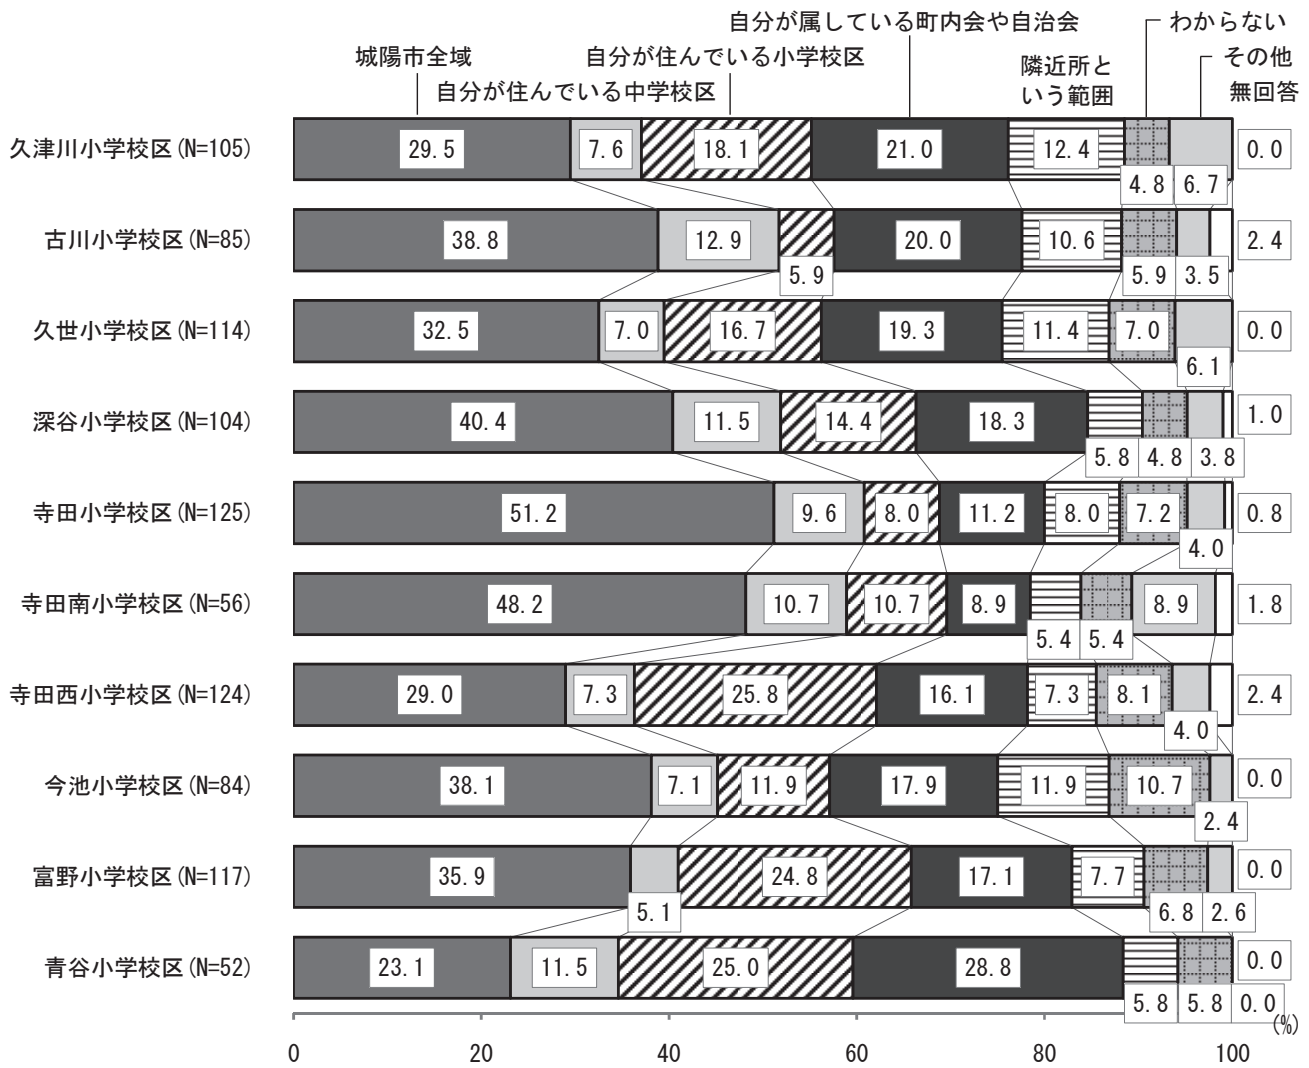 自分が属している町内会や自治会
わからない
城陽市全域
自分が住んでいる小学校区
その他
隣近所と
いう範囲
自分が住んでいる中学校区
無回答
久津川小学校区(N=105) 29.5 7.6 18.1 21.0 12.4 4.8 6.7 0.0
古川小学校区(N=85) 38.8 12.9 5.9 20.0 10.6 5.9 3.5 2.4
久世小学校区(N=114) 32.5 7.0 16.7 19.3 11.4 7.0 6.1 0.0
深谷小学校区(N=104) 40.4 11.5 14.4 18.3 5.8 4.8 3.8 1.0
寺田小学校区(N=125) 51.2 9.6 8.0 11.2 8.0 7.2 4.0 0.8
寺田南小学校区(N=56) 48.2 10.7 10.7 8.9 5.4 5.4 8.9 1.8
寺田西小学校区(N=124) 29.0 7.3 25.8 16.1 7.3 8.1 4.0 2.4
今池小学校区(N=84) 38.1 7.1 11.9 17.9 11.9 10.7 2.4 0.0
富野小学校区(N=117) 35.9 5.1 24.8 17.1 7.7 6.8 2.6 0.0
青谷小学校区(N=52) 23.1 11.5 25.0 28.8 5.8 5.8 0.0 0.0
(%)
0 20 40 60 80 100